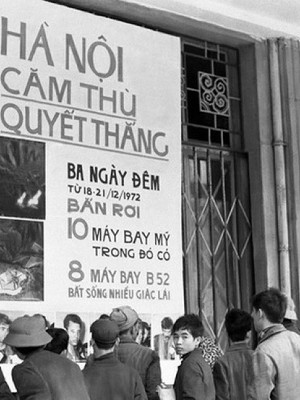 HÀ NỘI
CĂM THÙ
QUYẾT THẮNG
BA NGÀY ĐÊM
TỪ 18-21/12/1972
BẮN RƠI
10 MÁY BAY MỸ
TRONG ĐÓ CÓ
8 MÁY BAY B52
BẮT SỐNG NHIỀU GIẶC LÁI